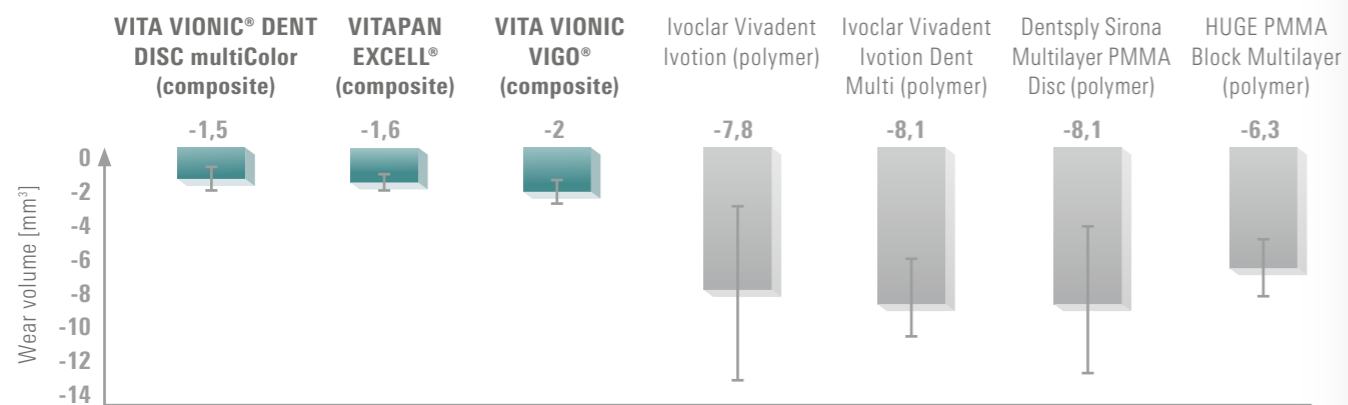 VITA VIONIC® DENT
DISC multiColor
(composite)
VITAPAN
EXCELL®
(composite)
VITA VIONIC
VIGO®
(composite)
Ivoclar Vivadent
Ivotion (polymer)
Ivoclar Vivadent
Ivotion Dent
Multi (polymer)
Dentsply Sirona
Multilayer PMMA
Disc (polymer)
HUGE PMMA
Block Multilayer
(polymer)
-1,5
-1,6
-2
-7,8
-8,1
-8,1
-6,3
Wear volume [mm³]
0
-2
-4
-6
-8
-10
-12
-14